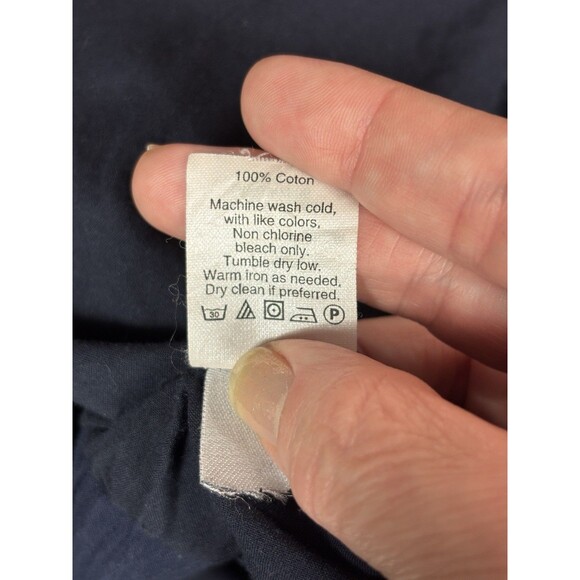 100% Coton
Machine wash cold,
with like colors,
Non chlorine
bleach only.
Tumble dry low.
Warm iron as needed,
Dry clean if preferred,
30 P